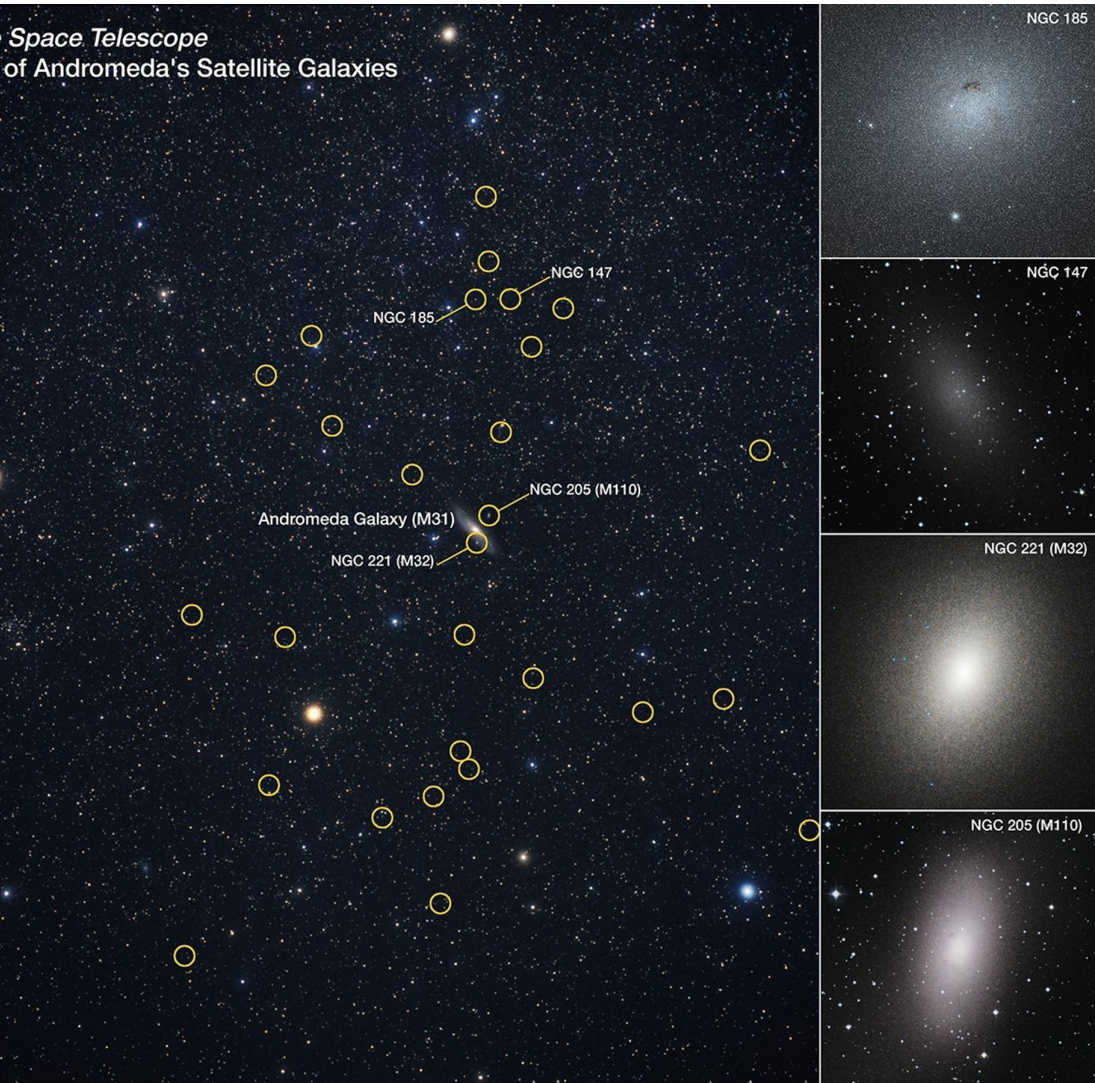 Space Telescope
of Andromeda's Satellite Galaxies
NGC 147
NGC 185
NGC 205 (M110)
Andromeda Galaxy (M31)
NGC 221 (M32)
NGC 185
NGC 147
NGC 221 (M32)
NGC 205 (M110)